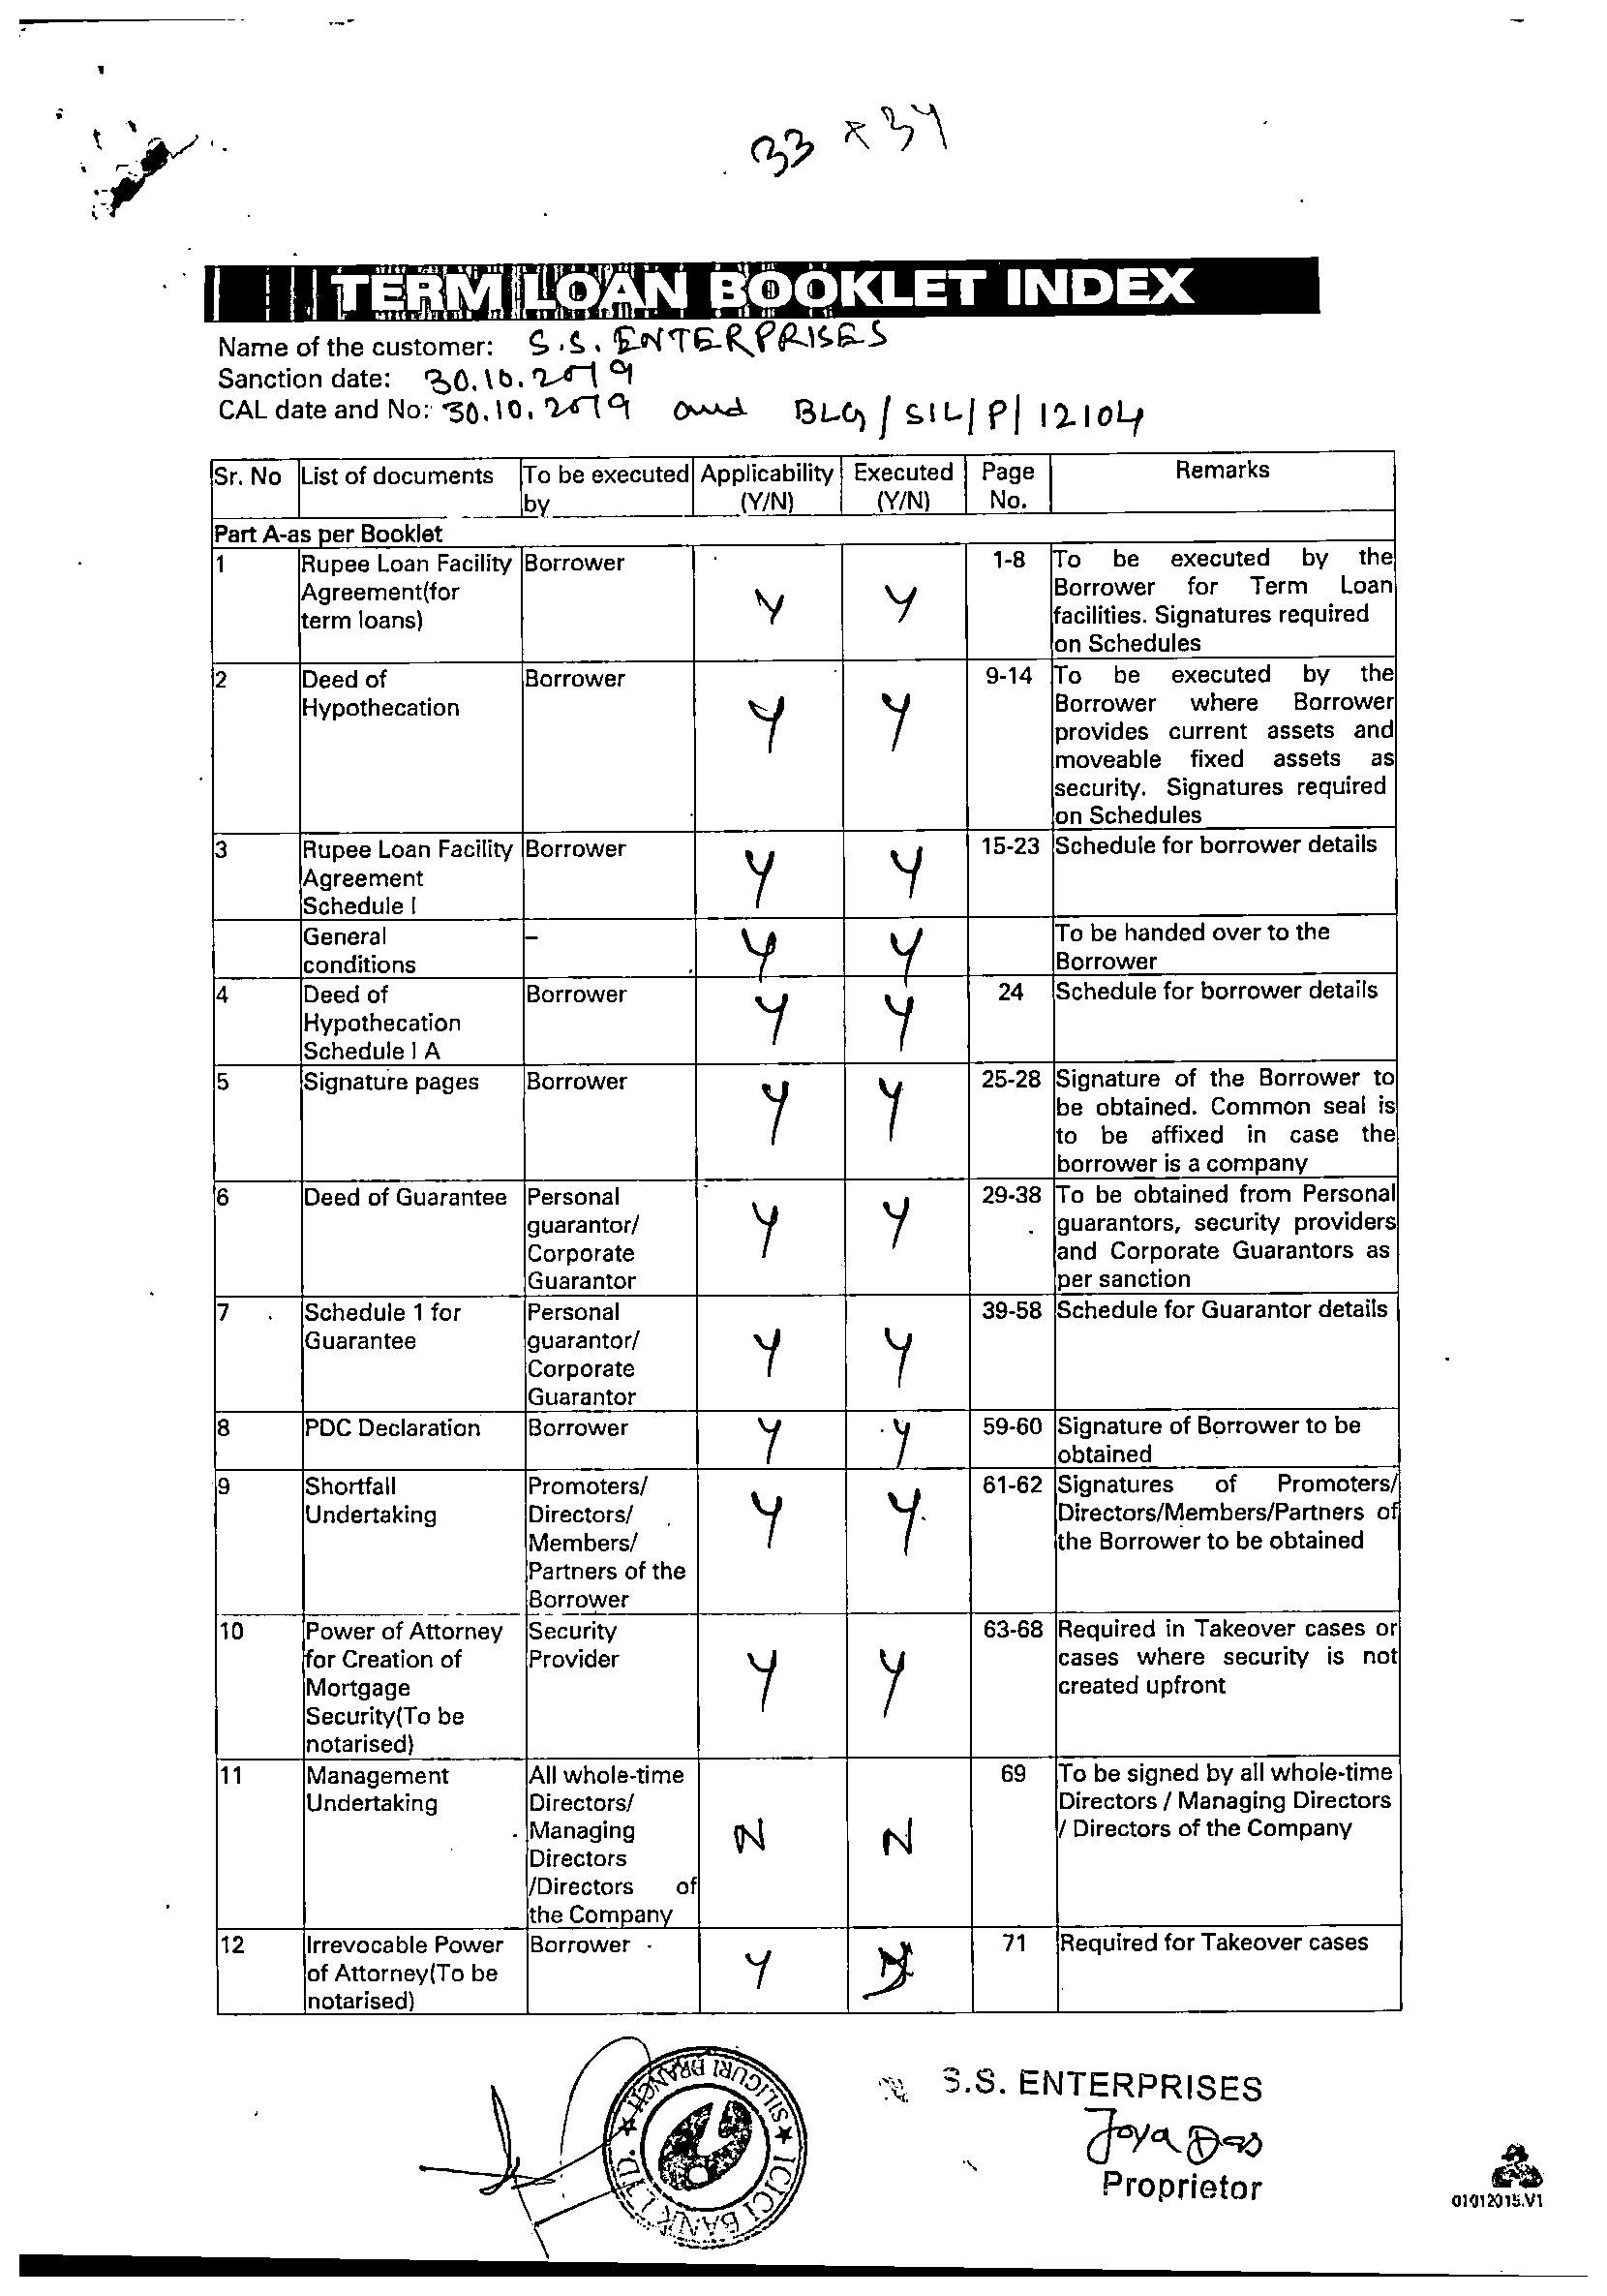 33 x 34
TERM LOAN BOOKLET INDEX
Name of the customer: S.S. ENTERPRISES
Sanction date: 30.10.2019
CAL date and No: 30.10.2019 and BLG/SIL/P/12104
Sr. No List of documents To be executed by Applicability (Y/N) Executed (Y/N) Page No. Remarks
Part A-as per Booklet
1 Rupee Loan Facility Agreement(for term loans) Borrower Y Y 1-8 To be executed by the Borrower for Term Loan facilities. Signatures required on Schedules
2 Deed of Hypothecation Borrower Y Y 9-14 To be executed by the Borrower where Borrower provides current assets and moveable fixed assets as security. Signatures required on Schedules
3 Rupee Loan Facility Agreement Schedule I Borrower Y Y 15-23 Schedule for borrower details
General conditions – Y Y To be handed over to the Borrower
4 Deed of Hypothecation Schedule I A Borrower Y Y 24 Schedule for borrower details
5 Signature pages Borrower Y Y 25-28 Signature of the Borrower to be obtained. Common seal is to be affixed in case the borrower is a company
6 Deed of Guarantee Personal guarantor/ Corporate Guarantor Y Y 29-38 To be obtained from Personal guarantors, security providers and Corporate Guarantors as per sanction
7 Schedule 1 for Guarantee Personal guarantor/ Corporate Guarantor Y Y 39-58 Schedule for Guarantor details
8 PDC Declaration Borrower Y Y 59-60 Signature of Borrower to be obtained
9 Shortfall Undertaking Promoters/ Directors/ Members/ Partners of the Borrower Y Y 61-62 Signatures of Promoters/ Directors/Members/Partners of the Borrower to be obtained
10 Power of Attorney for Creation of Mortgage Security(To be notarised) Security Provider Y Y 63-68 Required in Takeover cases or cases where security is not created upfront
11 Management Undertaking All whole-time Directors/ Managing Directors /Directors of the Company N N 69 To be signed by all whole-time Directors / Managing Directors / Directors of the Company
12 Irrevocable Power of Attorney(To be notarised) Borrower Y 71 Required for Takeover cases
ICICI BANK LTD. ★ SILIGURI BRANCH ★
S.S. ENTERPRISES
Joya Das
Proprietor
01012015.V1